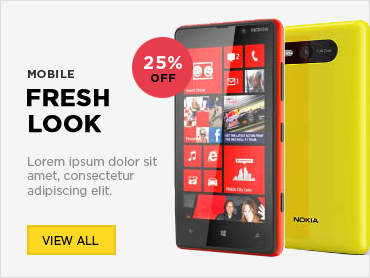 25%
OFF
MOBILE
FRESH
LOOK
Lorem ipsum dolor sit
amet, consectetur
adipiscing elit.
VIEW ALL
NOKIA
NOKIA